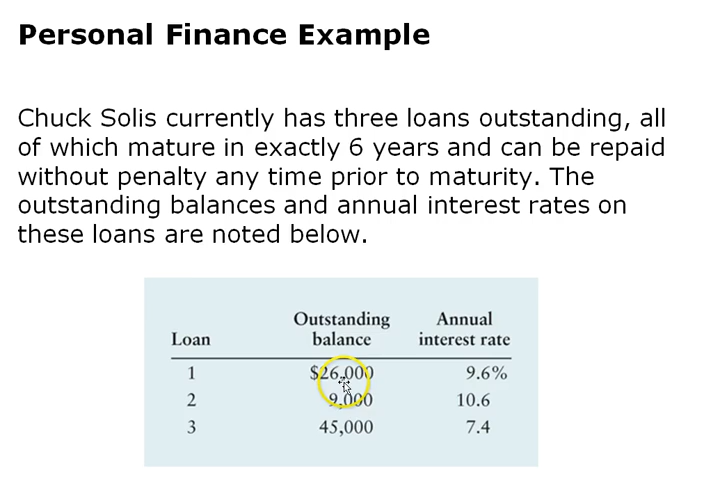 Personal Finance Example
Chuck Solis currently has three loans outstanding, all
of which mature in exactly 6 years and can be repaid
without penalty any time prior to maturity. The
outstanding balances and annual interest rates on
these loans are noted below.
Outstanding Annual
Loan balance interest rate
1 $26,000 9.6%
2 9,000 10.6
3 45,000 7.4